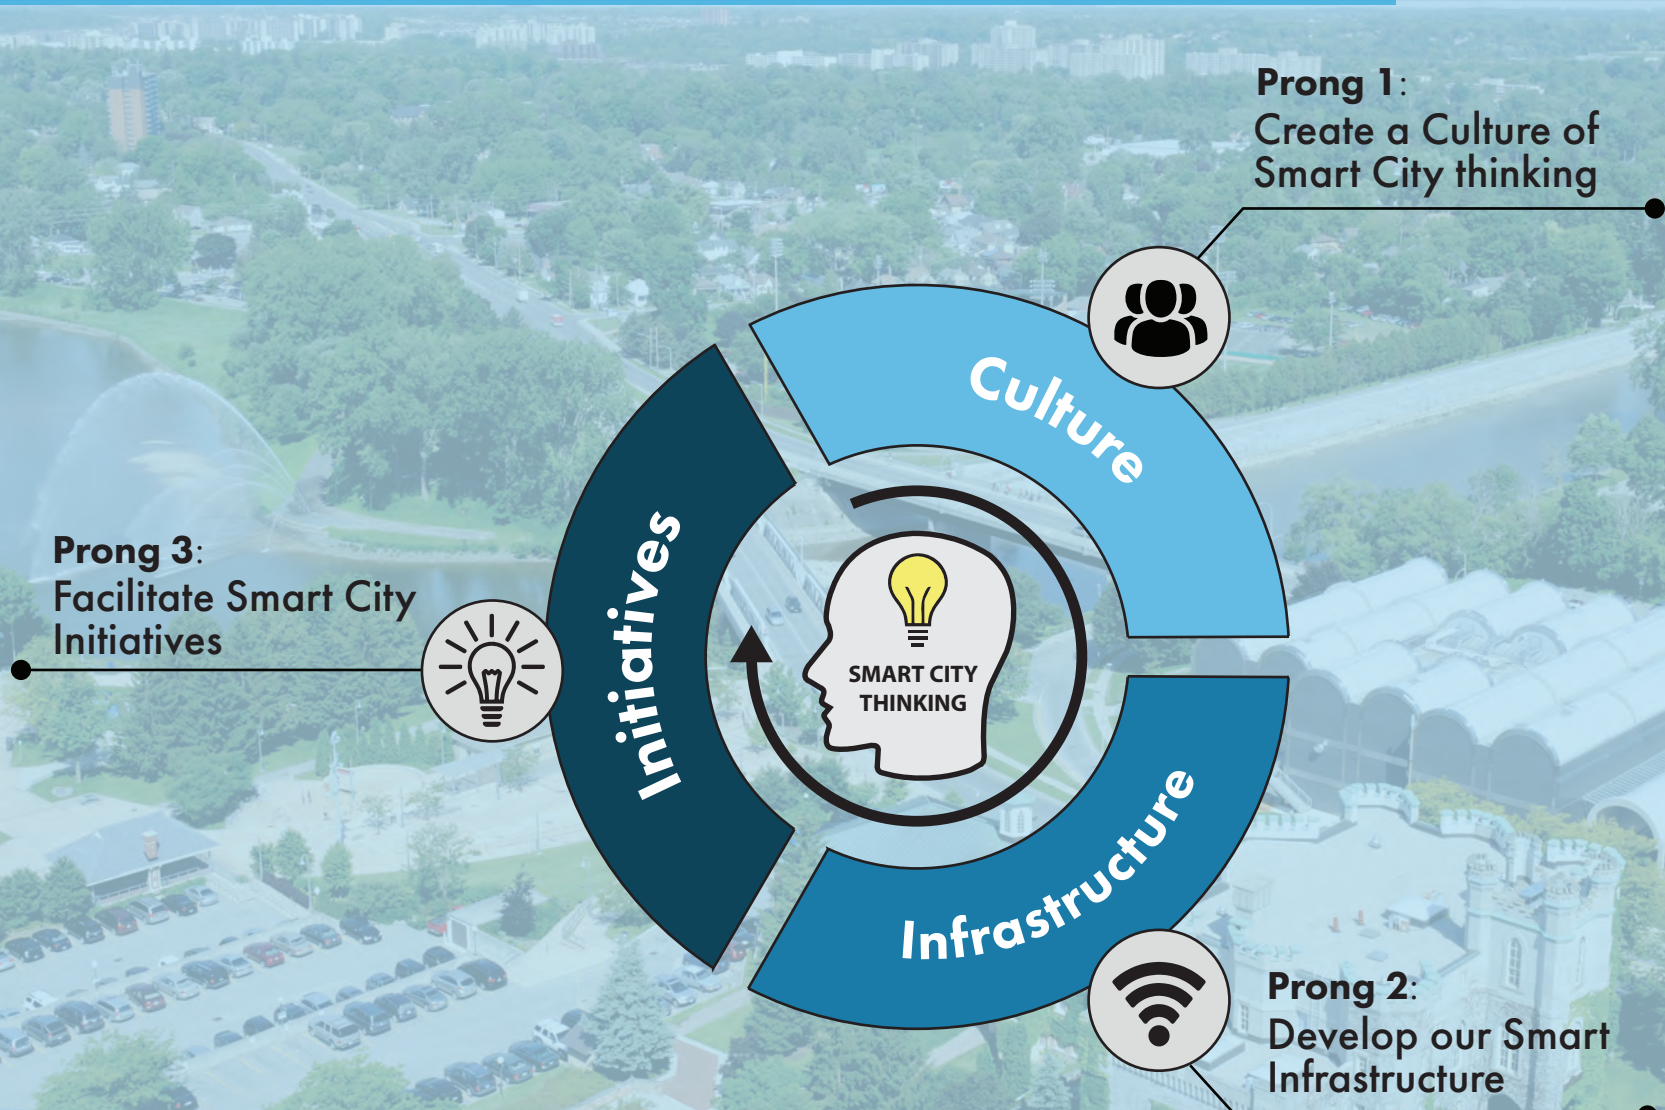 Prong 1:
Create a Culture of
Smart City thinking
Culture
Prong 3:
Facilitate Smart City
Initiatives
Initiatives
SMART CITY
THINKING
Infrastructure
Prong 2:
Develop our Smart
Infrastructure